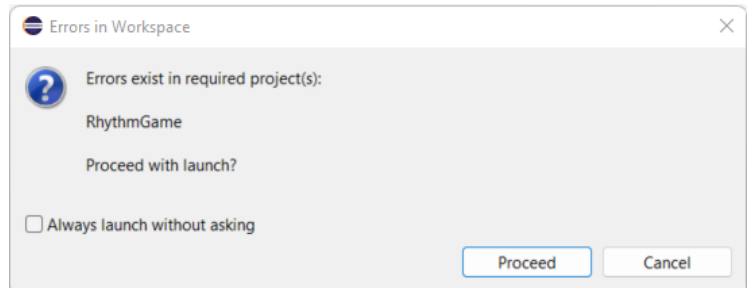 Errors in Workspace
Errors exist in required project(s):
RhythmGame
Proceed with launch?
Always launch without asking
Proceed Cancel